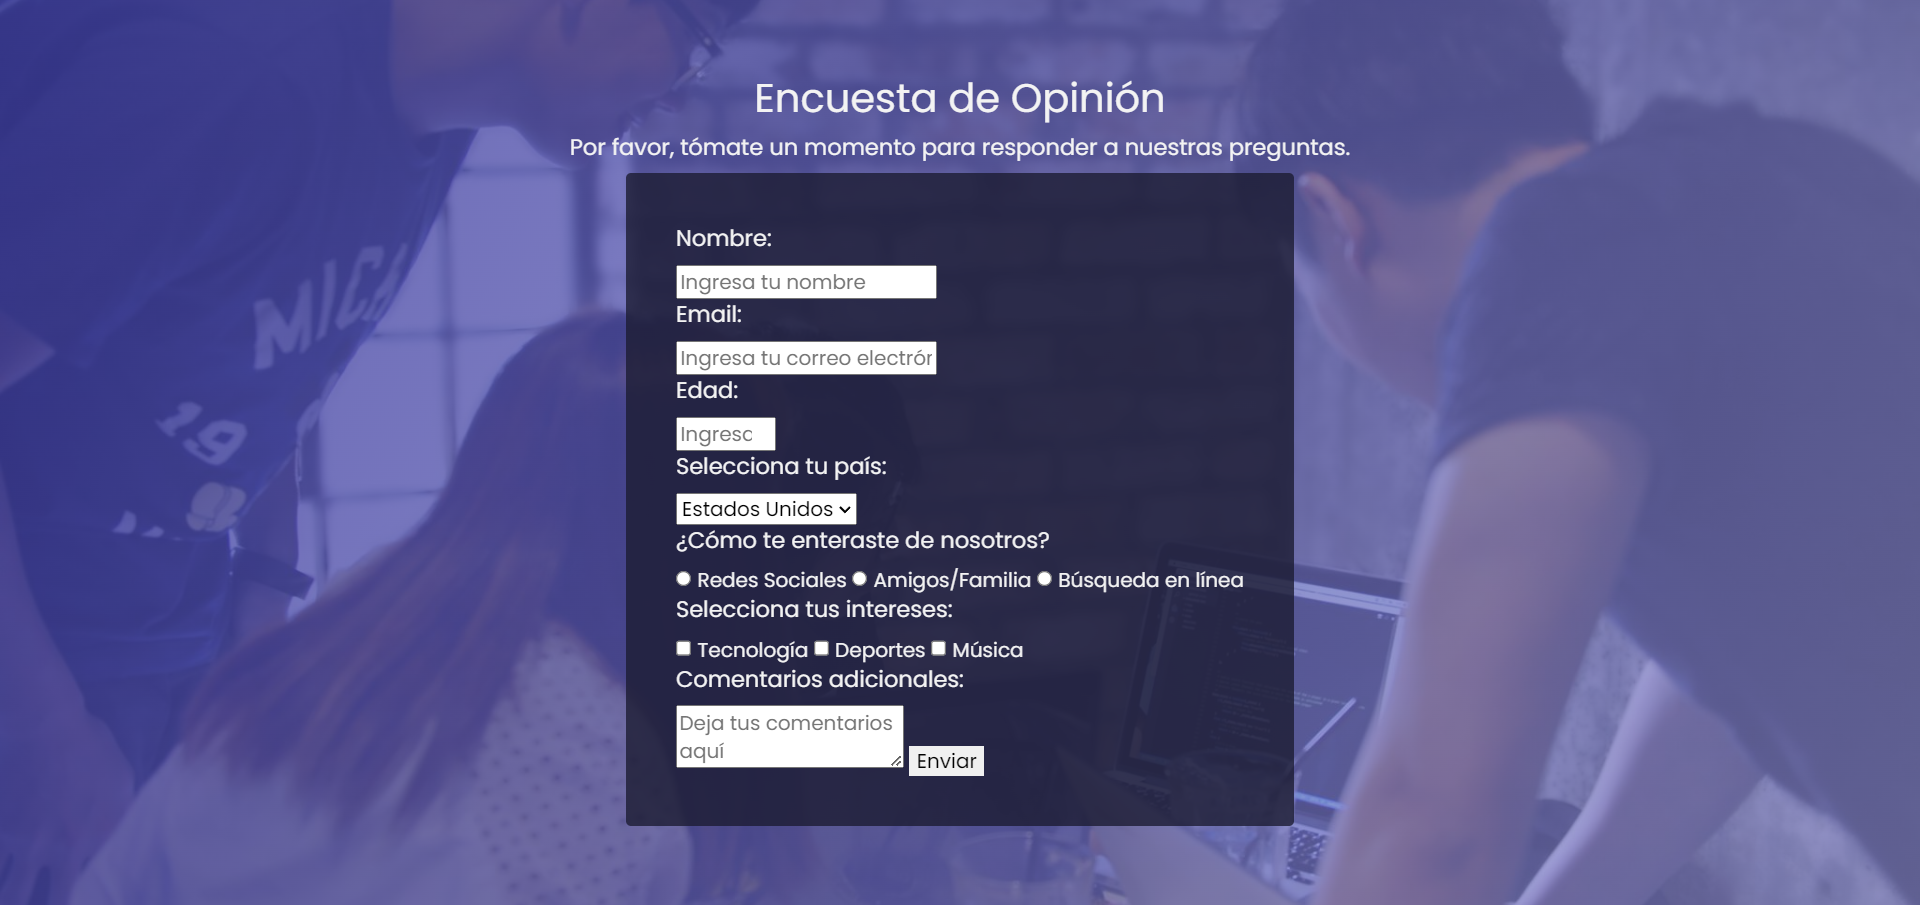 Encuesta de Opinión
Por favor, tómate un momento para responder a nuestras preguntas.
Nombre:
Ingresa tu nombre
Email:
Ingresa tu correo electrór
Edad:
Ingresc
Selecciona tu país:
Estados Unidos
¿Cómo te enteraste de nosotros?
Redes Sociales Amigos/Familia Búsqueda en línea
Selecciona tus intereses:
Tecnología Deportes Música
Comentarios adicionales:
Deja tus comentarios
aquí
Enviar
MICH
19